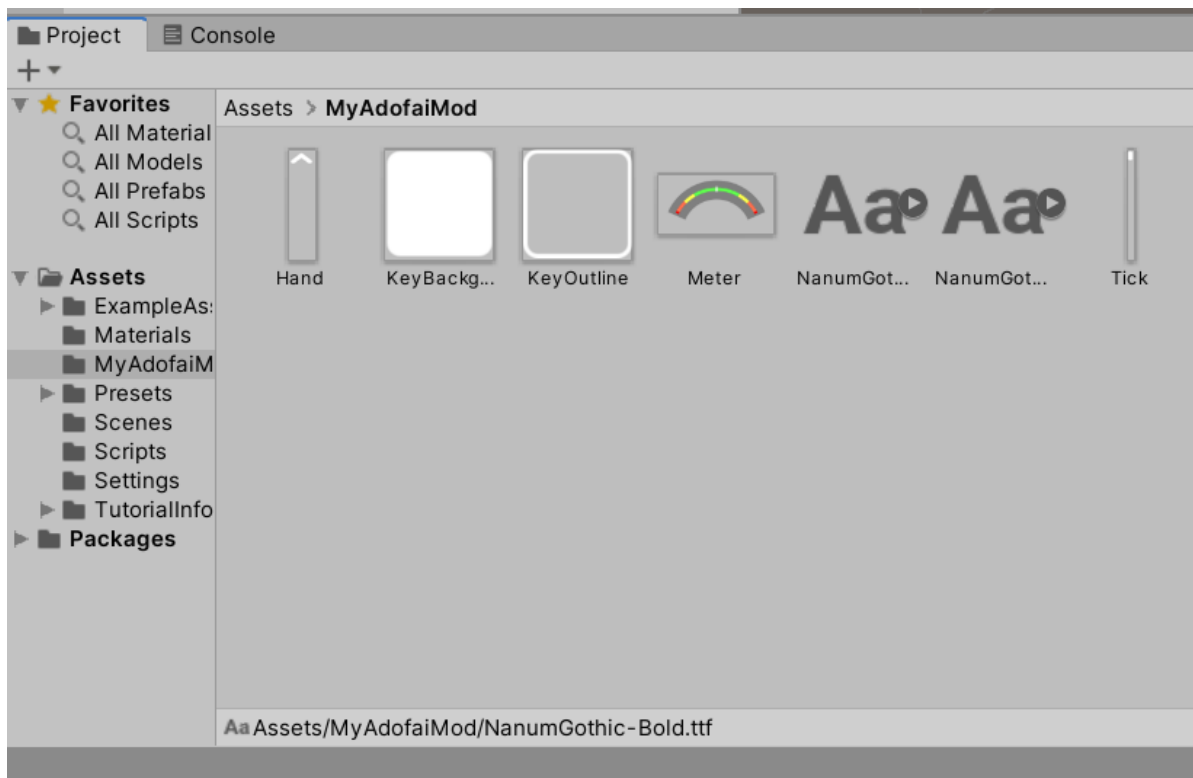 Project
Console
Favorites
All Material
All Models
All Prefabs
All Scripts
Assets
ExampleAs
Materials
MyAdofaiM
Presets
Scenes
Scripts
Settings
TutorialInfo
Packages
Assets > MyAdofaiMod
Hand
KeyBackg...
KeyOutline
Meter
Aa
NanumGot...
Aa
NanumGot...
Tick
Aa Assets/MyAdofaiMod/NanumGothic-Bold.ttf